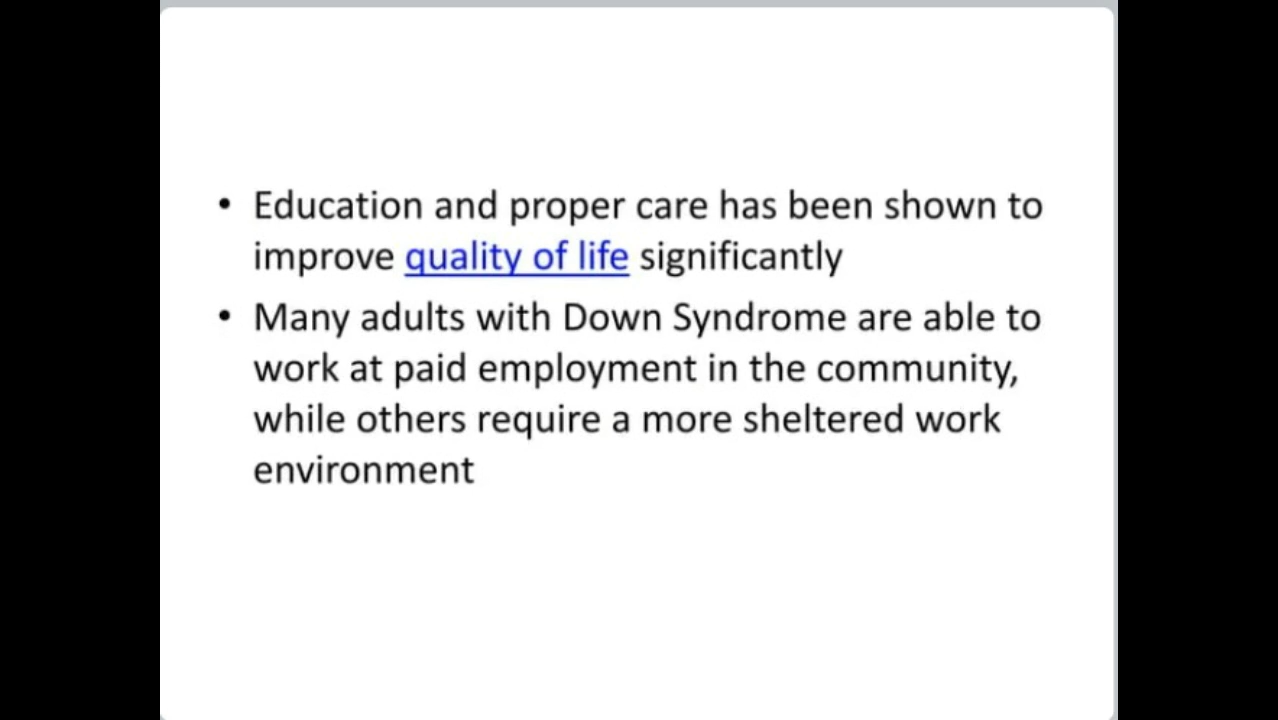 • Education and proper care has been shown to
improve quality of life significantly
• Many adults with Down Syndrome are able to
work at paid employment in the community,
while others require a more sheltered work
environment